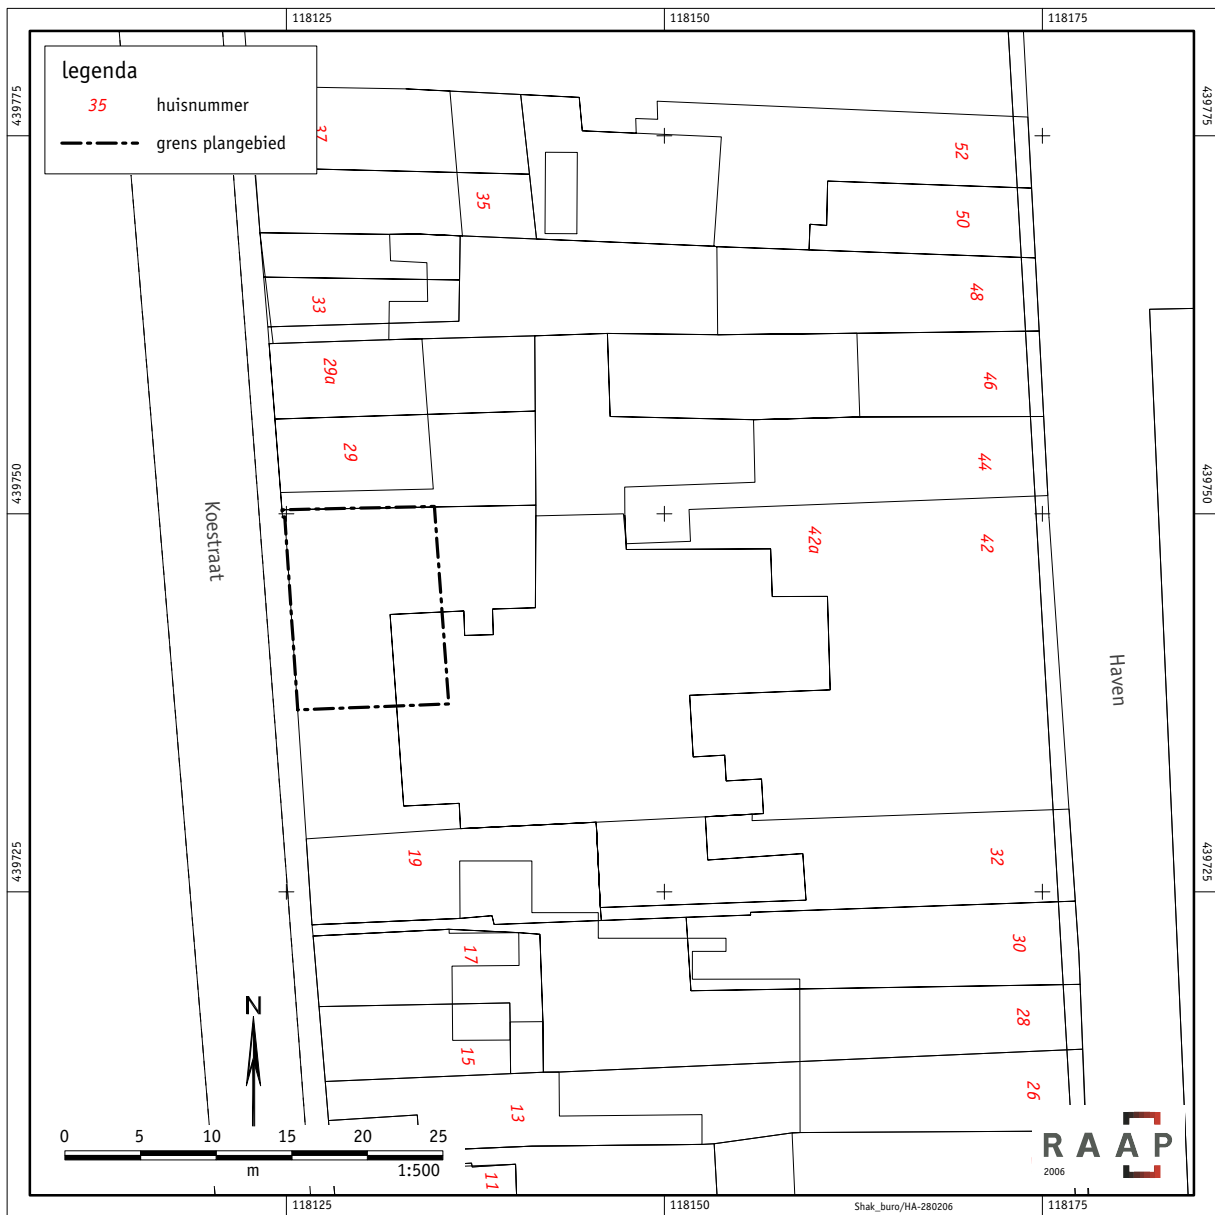 118125
118150
118175
legenda
35 huisnummer
grens plangebied
439775
439775
37
35
52
50
48
33
29a
46
29
44
439750
439750
42a
42
Koestraat
Haven
19
32
439725
439725
17
30
28
15
13
26
11
N
0 5 10 15 20 25
m 1:500
RAAP
2006
118125
118150
118175
Shak_buro/HA-280206